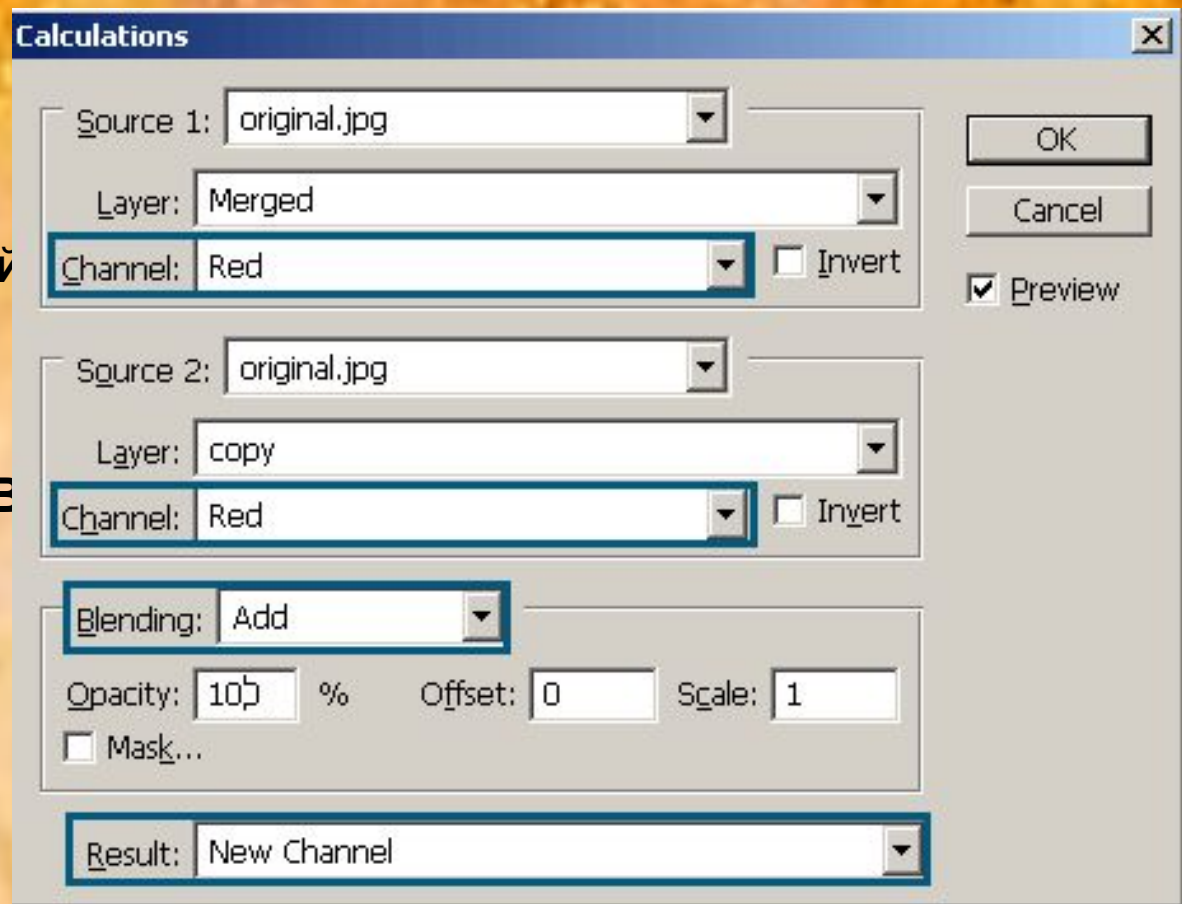 Calculations
Source 1: original.jpg
OK
Layer: Merged
Cancel
й
Channel: Red
Invert
Preview
Source 2: original.jpg
Layer: copy
В
Channel: Red
Invert
Blending: Add
Opacity: 100 % Offset: 0 Scale: 1
Mask...
Result: New Channel